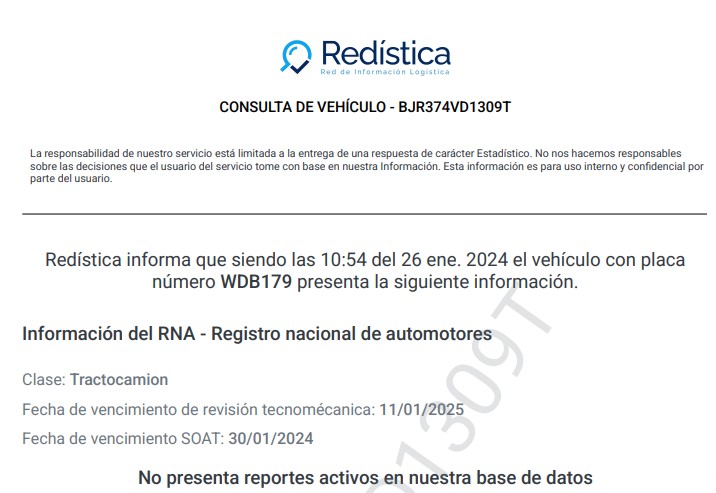 Redística
Red de Información Logística
CONSULTA DE VEHÍCULO - BJR374VD1309T
La responsabilidad de nuestro servicio está limitada a la entrega de una respuesta de carácter Estadístico. No nos hacemos responsables
sobre las decisiones que el usuario del servicio tome con base en nuestra Información. Esta información es para uso interno y confidencial por
parte del usuario.
Redística informa que siendo las 10:54 del 26 ene. 2024 el vehículo con placa
número WDB179 presenta la siguiente información.
Información del RNA - Registro nacional de automotores
Clase: Tractocamion
Fecha de vencimiento de revisión tecnomécanica: 11/01/2025
Fecha de vencimiento SOAT: 30/01/2024
No presenta reportes activos en nuestra base de datos
D1309T